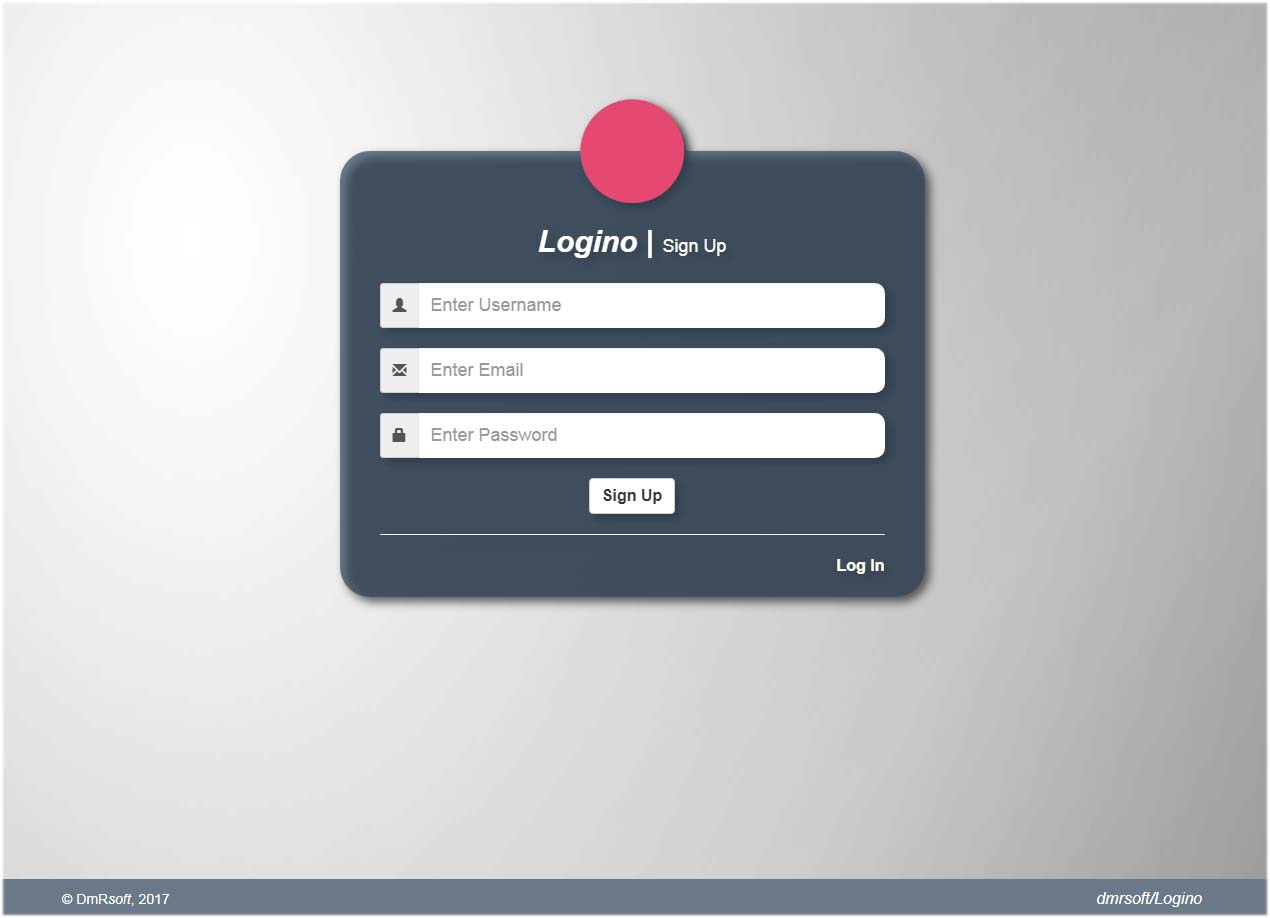 Logino | Sign Up
Enter Username
Enter Email
Enter Password
Sign Up
Log In
© DmRsoft, 2017
dmrsoft/Logino